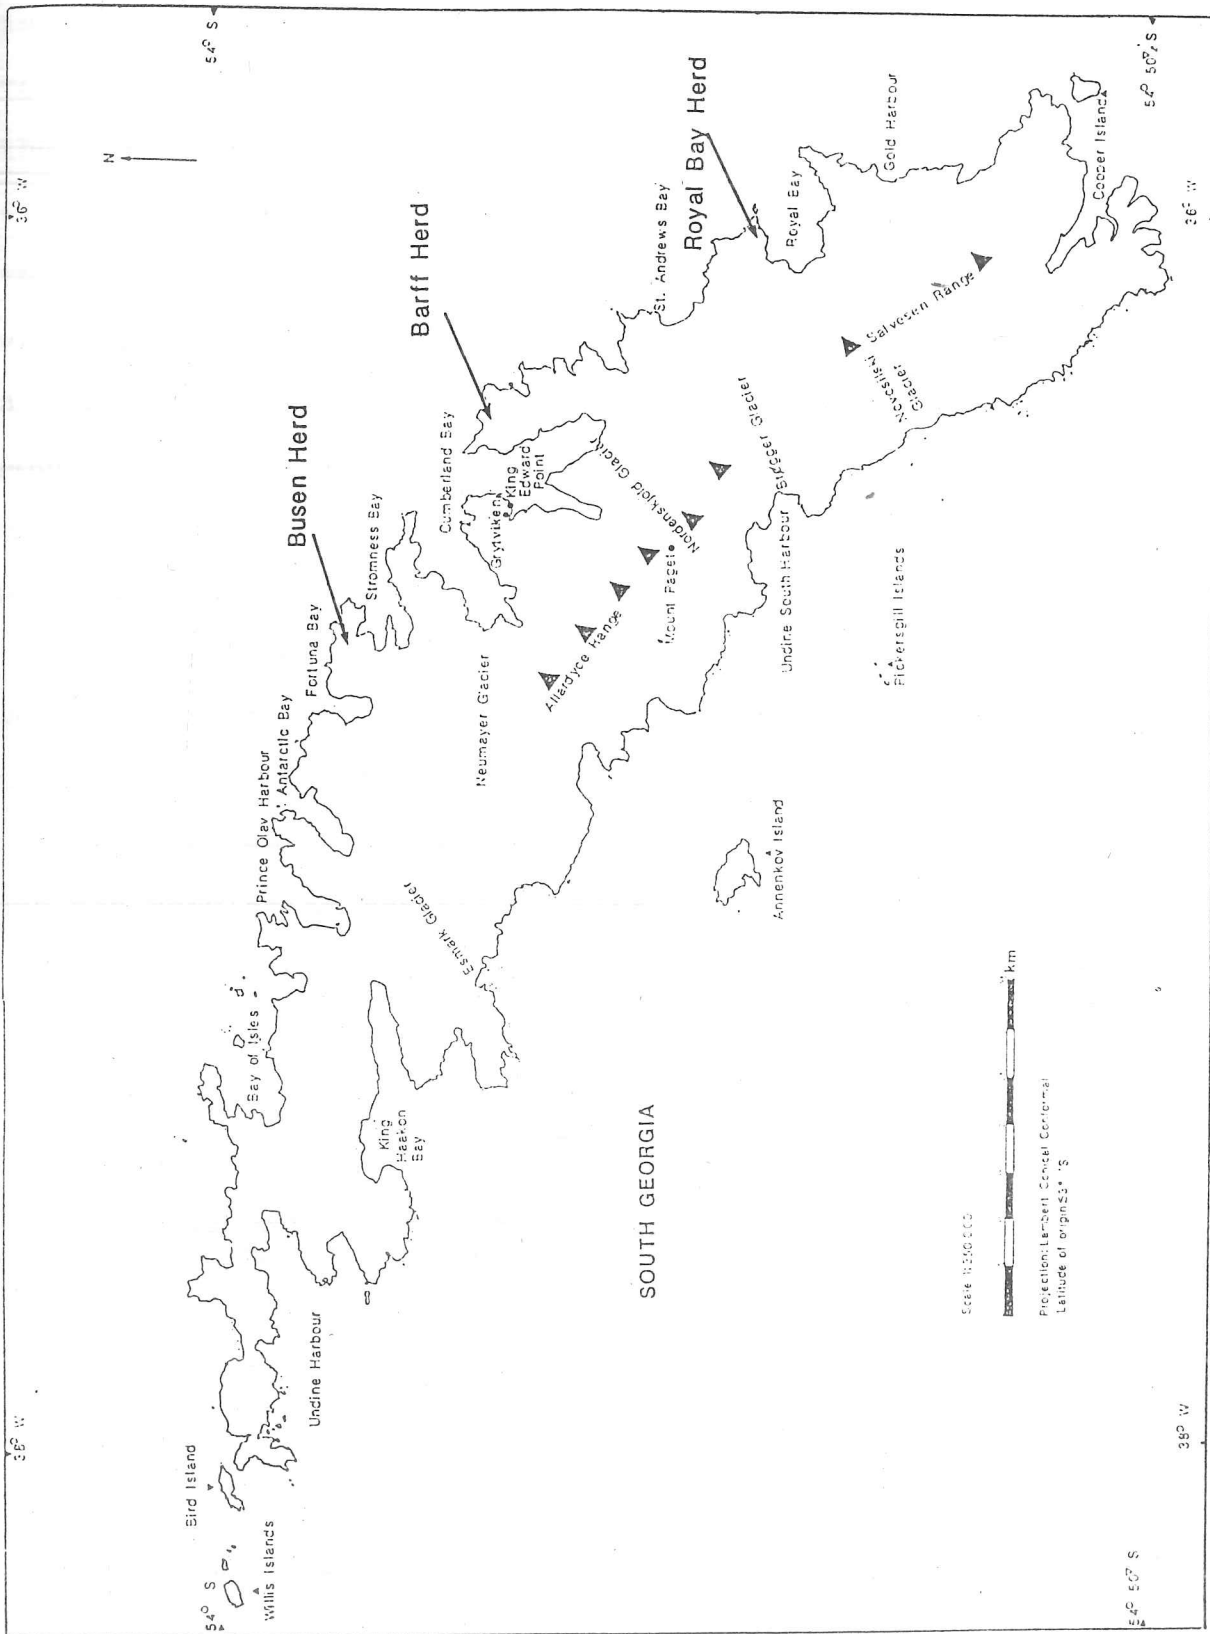 38° W
36° W
54° S
54° S
N
Bird Island
Willis Islands
Undine Harbour
Bay of Isles
King
Haakon
Bay
Prince Olav Harbour
Antarctic Bay
Fortuna Bay
Busen Herd
Stromness Bay
Cumberland Bay
Barff Herd
Grytviken
King
Edward
Point
Esmark Glacier
Neumayer Glacier
Allardyce Range
Mount Paget
Nordenskjold Glacier
St. Andrews Bay
Royal Bay Herd
Royal Bay
Gold Harbour
Undine South Harbour
Novosilski
Glacier
Salvesen Range
Cooper Island
Annenkov Island
Pickersgill Islands
SOUTH GEORGIA
km
Projection: Lambert Conical Conformal
54° 50' S
54° 50' S
38° W
36° W